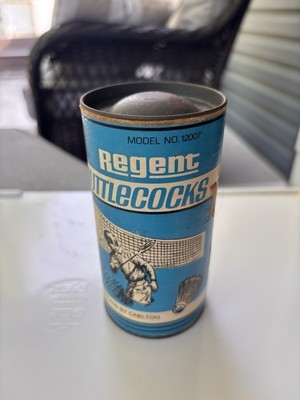 MODEL NO. 12007
Regent
TTLECOCKS
BY CARLTON